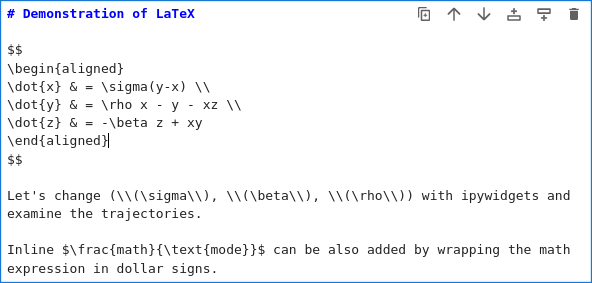 # Demonstration of LaTeX
$$
\begin{aligned}
\dot{x} & = \sigma(y-x) \\
\dot{y} & = \rho x - y - xz \\
\dot{z} & = -\beta z + xy
\end{aligned}
$$
Let's change (\\(\sigma\\), \\(\beta\\), \\(\rho\\)) with ipywidgets and
examine the trajectories.
Inline $\frac{math}{\text{mode}}$ can be also added by wrapping the math
expression in dollar signs.